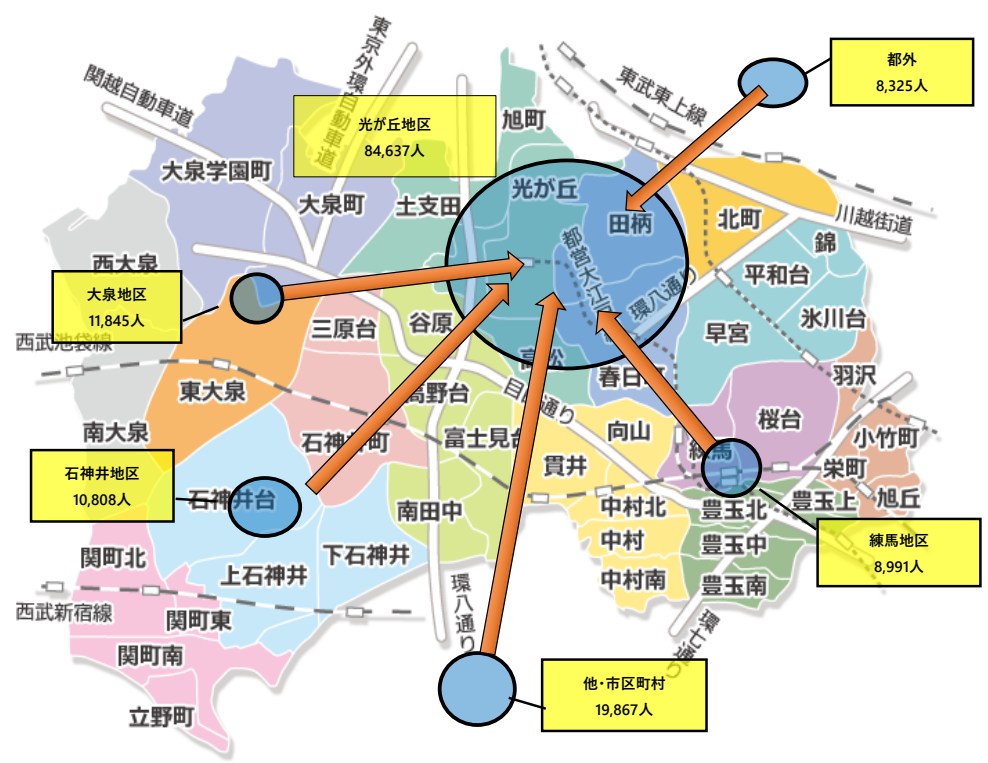 東京外環自動車道
関越自動車道
東武東上線
都外
8,325人
光が丘地区
84,637人
旭町
大泉学園町
大泉町
土支田
光が丘
田柄
北町
川越街道
錦
西大泉
大泉地区
11,845人
都営大江戸
環八通り
平和台
氷川台
西武池袋線
三原台
谷原
早宮
高松
春日町
羽沢
東大泉
高野台
目白通り
桜台
南大泉
石神井町
富士見台
向山
練馬
小竹町
石神井地区
10,808人
石神井台
貫井
栄町
南田中
中村北
豊玉北
豊玉上
旭丘
関町北
下石神井
中村
豊玉中
練馬地区
8,991人
上石神井
中村南
豊玉南
西武新宿線
関町東
環八通り
環七通り
関町南
他・市区町村
19,867人
立野町